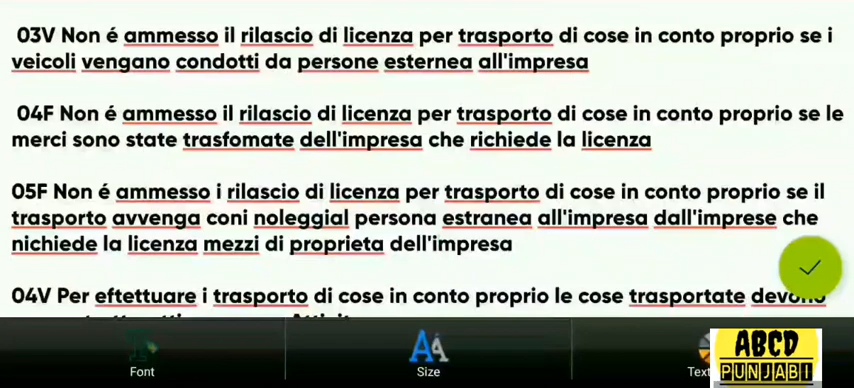 03V Non é ammesso il rilascio di licenza per trasporto di cose in conto proprio se i
veicoli vengano condotti da persone esternea all'impresa
04F Non é ammesso il rilascio di licenza per trasporto di cose in conto proprio se le
merci sono state trasfomate dell'impresa che richiede la licenza
05F Non é ammesso i rilascio di licenza per trasporto di cose in conto proprio se il
trasporto avvenga coni noleggial persona estranea all'impresa dall'imprese che
nichiede la licenza mezzi di proprieta dell'impresa
04V Per eftettuare i trasporto di cose in conto proprio le cose trasportate devono
Font
Size
Text
ABCD
PUNJABI